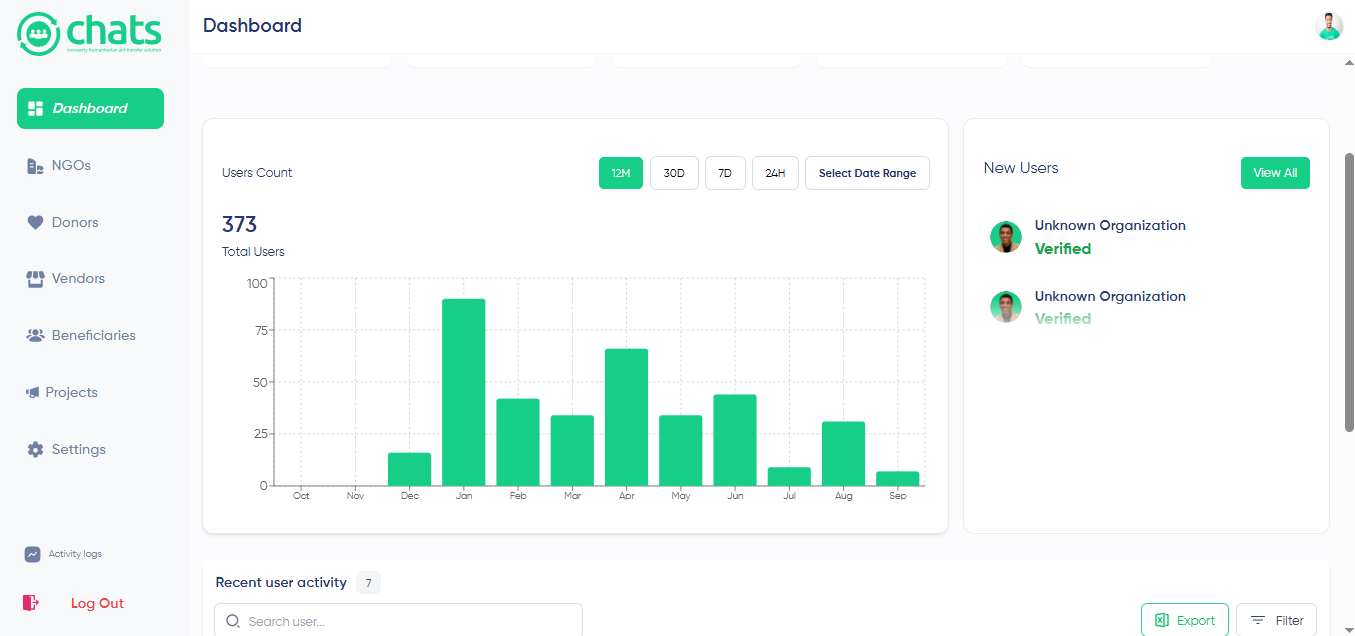 chats
community humanitarian aid transfer solution
Dashboard
Dashboard
NGOs
Donors
Vendors
Beneficiaries
Projects
Settings
Activity logs
Log Out
Users Count
12M
30D
7D
24H
Select Date Range
373
Total Users
100
75
50
25
0
Oct Nov Dec Jan Feb Mar Apr May Jun Jul Aug Sep
New Users
View All
Unknown Organization
Verified
Unknown Organization
Verified
Recent user activity 7
Search user...
Export
Filter